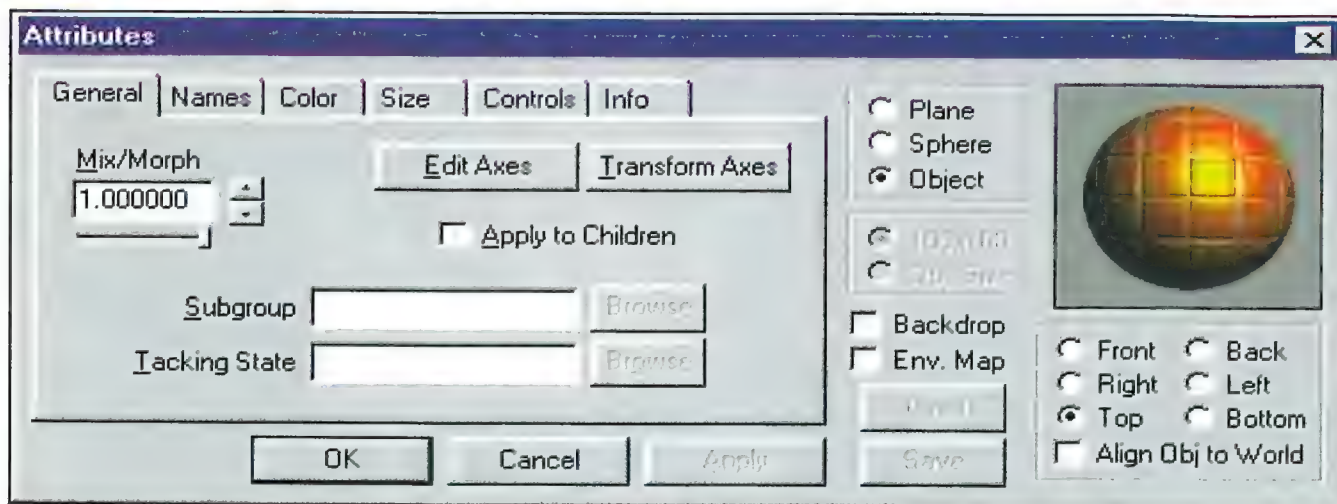 Attributes
General Names Color Size Controls Info
Mix/Morph
1.000000
Edit Axes Transform Axes
Apply to Children
Subgroup Browse
Tacking State Browse
OK Cancel Apply
Plane
Sphere
Object
Backdrop
Env. Map
Save
Front Back
Right Left
Top Bottom
Align Obj to World